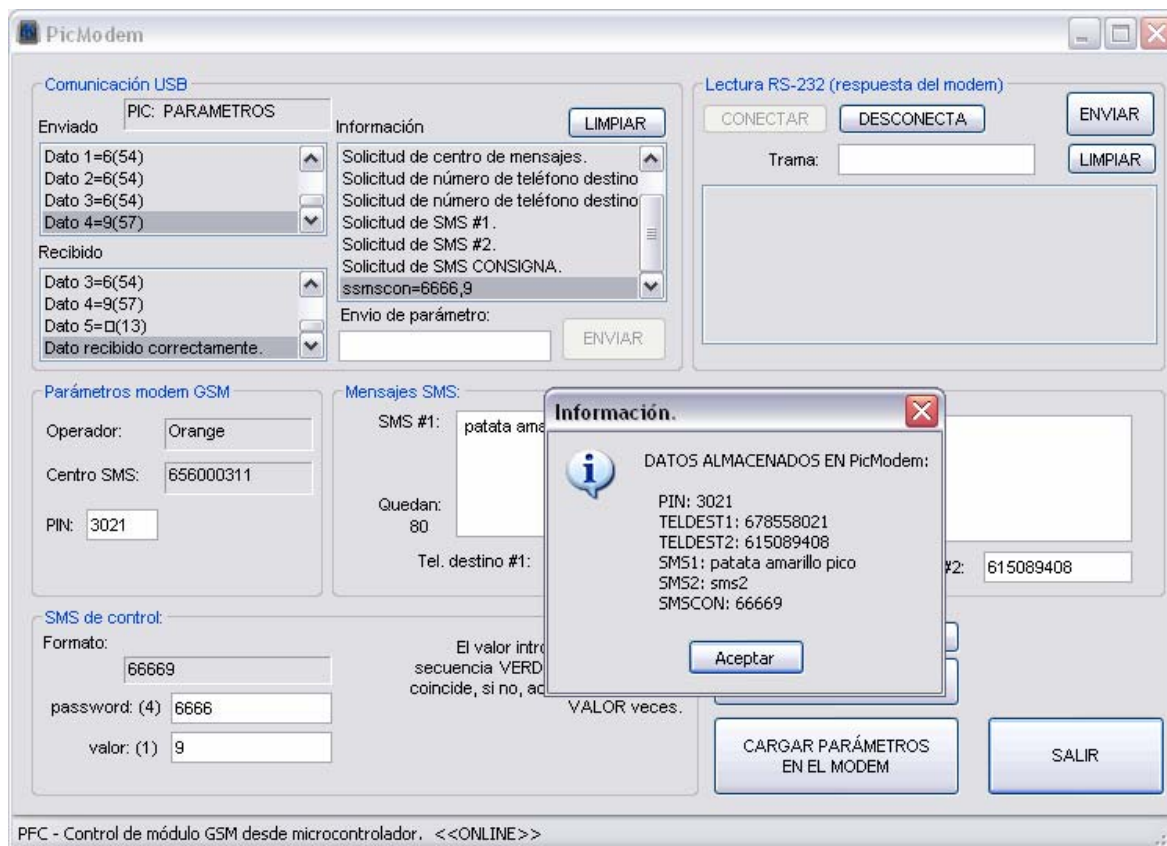 PicModem
Comunicación USB
PIC: PARAMETROS
Enviado
Dato 1=6(54)
Dato 2=6(54)
Dato 3=6(54)
Dato 4=9(57)
Recibido
Dato 3=6(54)
Dato 4=9(57)
Dato 5=□(13)
Dato recibido correctamente.
Información
LIMPIAR
Solicitud de centro de mensajes.
Solicitud de número de teléfono destino
Solicitud de número de teléfono destino
Solicitud de SMS #1.
Solicitud de SMS #2.
Solicitud de SMS CONSIGNA.
ssmscon=6666,9
Envio de parámetro:
ENVIAR
Lectura RS-232 (respuesta del modem)
CONECTAR
DESCONECTA
ENVIAR
Trama:
LIMPIAR
Parámetros modem GSM
Operador: Orange
Centro SMS: 656000311
PIN: 3021
Mensajes SMS:
SMS #1: patata ama
Quedan:
80
Tel. destino #1:
#2: 615089408
Información.
DATOS ALMACENADOS EN PicModem:
PIN: 3021
TELDEST1: 678558021
TELDEST2: 615089408
SMS1: patata amarillo pico
SMS2: sms2
SMSCON: 66669
Aceptar
SMS de control:
Formato:
66669
password: (4) 6666
valor: (1) 9
El valor intro
secuencia VERD
coincide, si no, ac
VALOR veces.
CARGAR PARÁMETROS
EN EL MODEM
SALIR
PFC - Control de módulo GSM desde microcontrolador. <<ONLINE>>